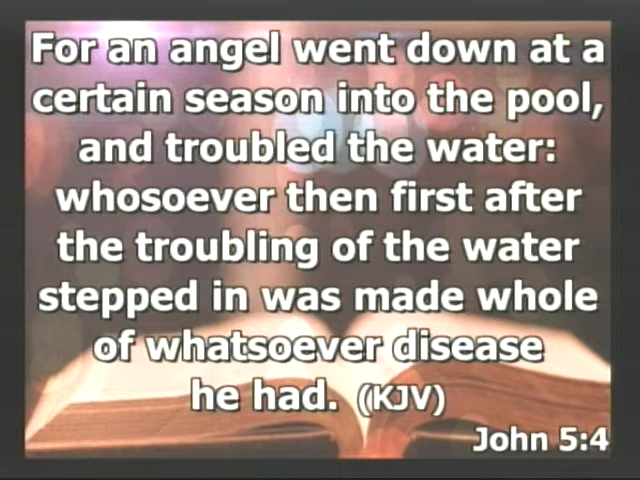 For an angel went down at a
certain season into the pool,
and troubled the water:
whosoever then first after
the troubling of the water
stepped in was made whole
of whatsoever disease
he had. (KJV)
John 5:4